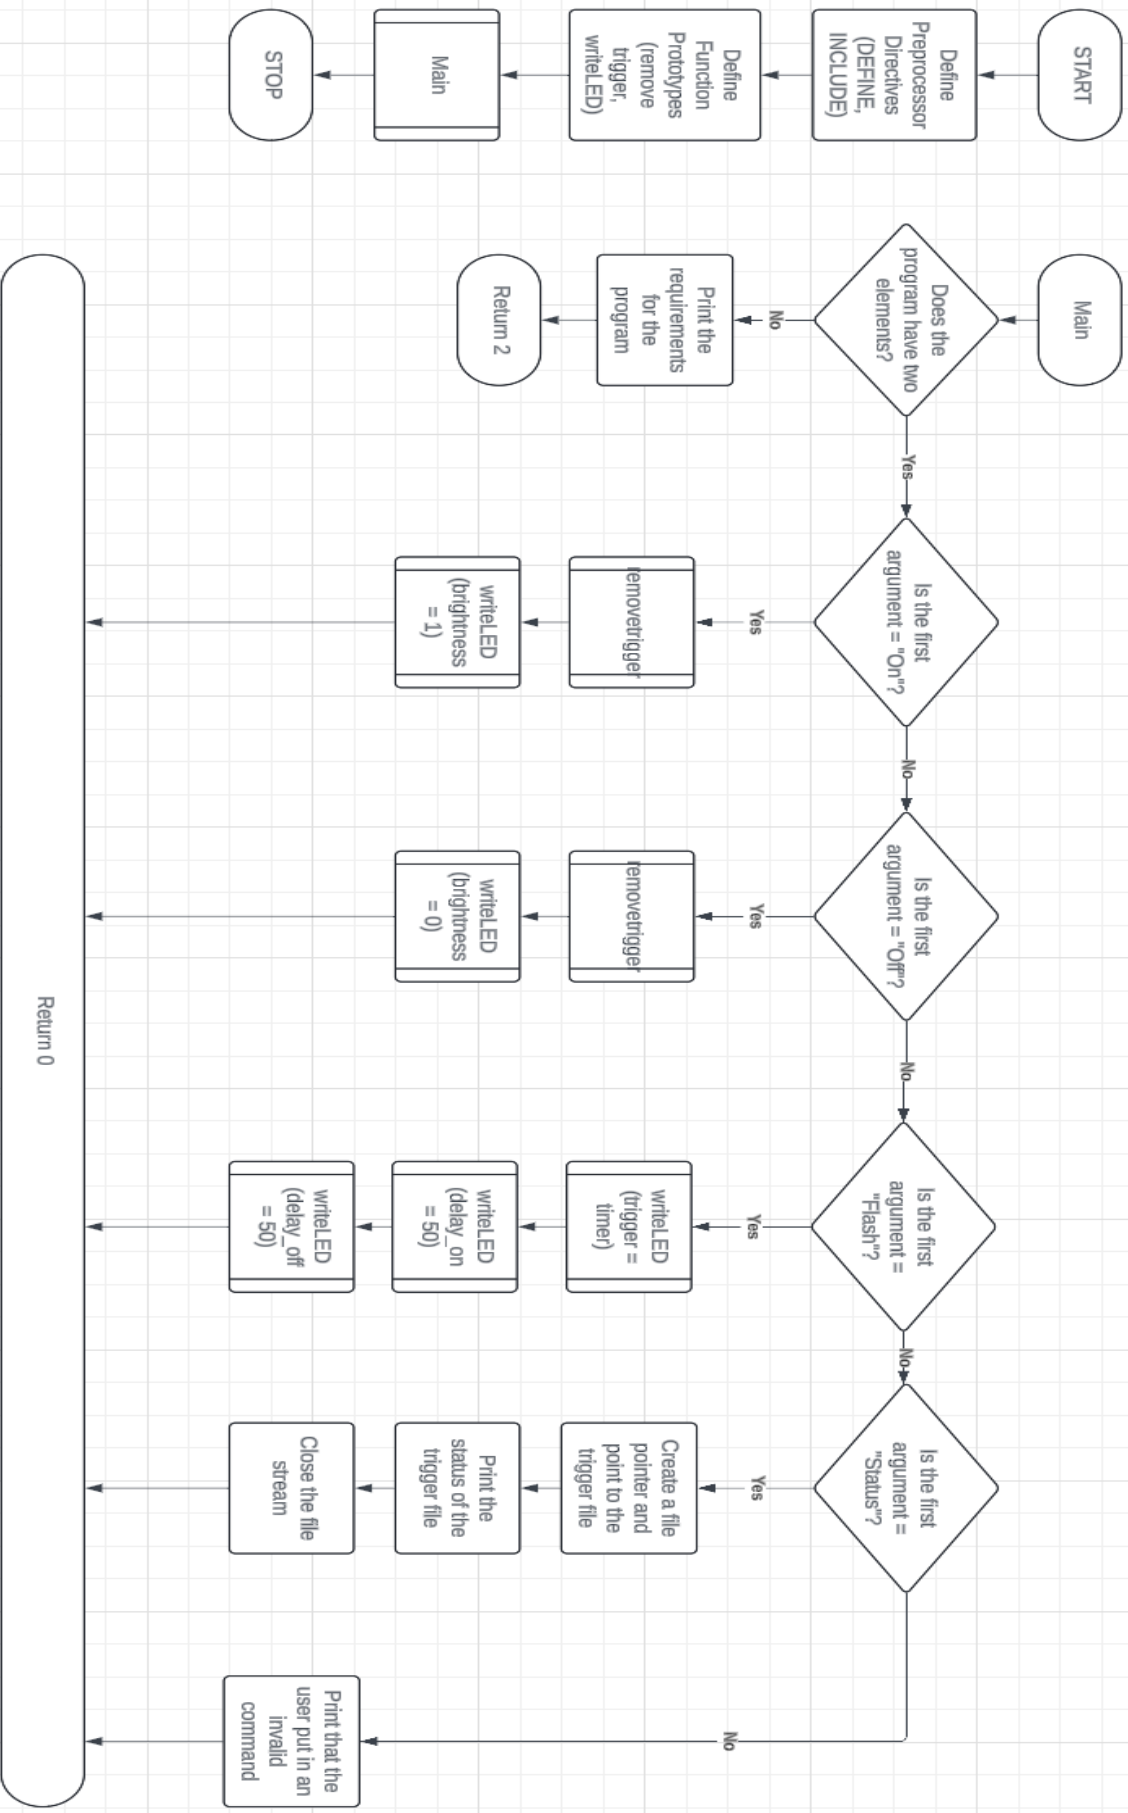 START
Define
Preprocessor
Directives
(DEFINE,
INCLUDE)
Define
Function
Prototypes
(remove
trigger,
writeLED)
Main
STOP
Main
Does the
program have two
elements?
No
Print the
requirements
for the
program
Return 2
Yes
Is the first
argument = "On"?
Yes
removetrigger
writeLED
(brightness
= 1)
No
Is the first
argument = "Off"?
Yes
removetrigger
writeLED
(brightness
= 0)
No
Is the first
argument =
"Flash"?
Yes
writeLED
(trigger =
timer)
writeLED
(delay_on
= 50)
writeLED
(delay_off
= 50)
No
Is the first
argument =
"Status"?
Yes
Create a file
pointer and
point to the
trigger file
Print the
status of the
trigger file
Close the file
stream
No
Print that the
user put in an
invalid
command
Return 0